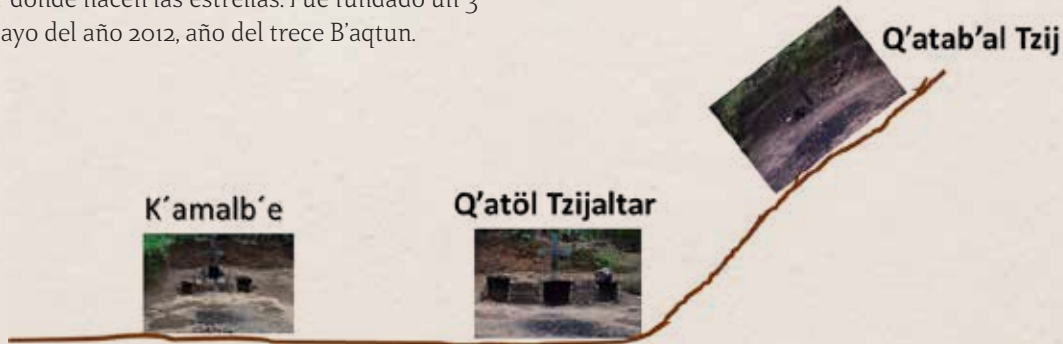 donde nacen las estrellas. Fue fundado un 3
ayo del año 2012, año del trece B'aqtun.
Q'atab'al Tzij
K´amalb´e
Q'atöl Tzijaltar